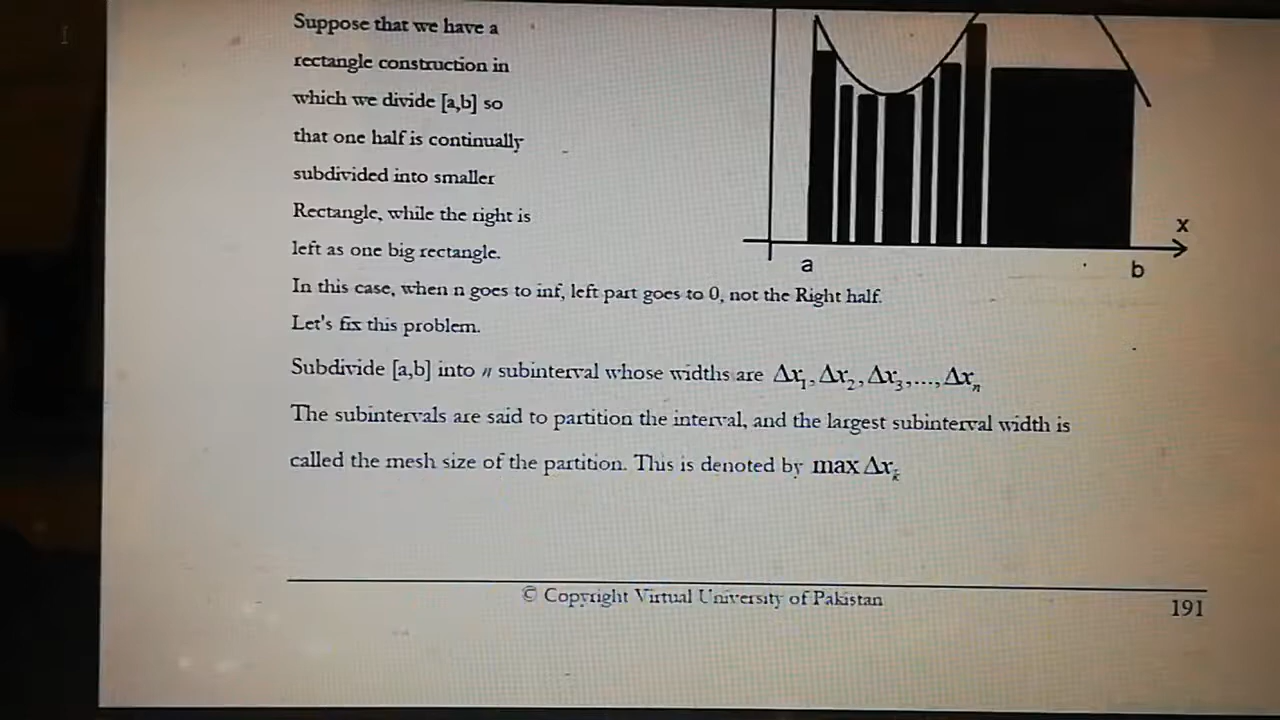 Suppose that we have a
rectangle construction in
which we divide [a,b] so
that one half is continually
subdivided into smaller
Rectangle, while the right is
left as one big rectangle.
x
a
b
In this case, when n goes to inf, left part goes to 0, not the Right half.
Let's fix this problem.
Subdivide [a,b] into n subinterval whose widths are Δx₁, Δx₂, Δx₃,..., Δxₙ
The subintervals are said to partition the interval, and the largest subinterval width is
called the mesh size of the partition. This is denoted by max Δxₖ
© Copyright Virtual University of Pakistan
191